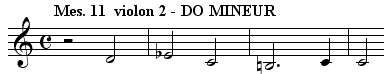 Mes. 11 violon 2 - DO MINEUR